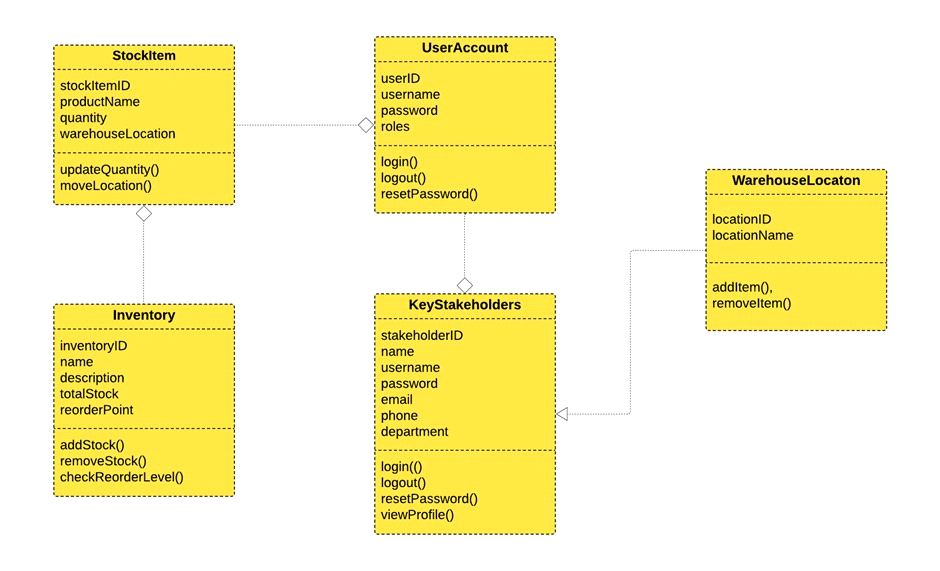 StockItem
stockItemID
productName
quantity
warehouseLocation
updateQuantity()
moveLocation()
UserAccount
userID
username
password
roles
login()
logout()
resetPassword()
WarehouseLocaton
locationID
locationName
addItem(),
removeItem()
Inventory
inventoryID
name
description
totalStock
reorderPoint
addStock()
removeStock()
checkReorderLevel()
KeyStakeholders
stakeholderID
name
username
password
email
phone
department
login(()
logout()
resetPassword()
viewProfile()